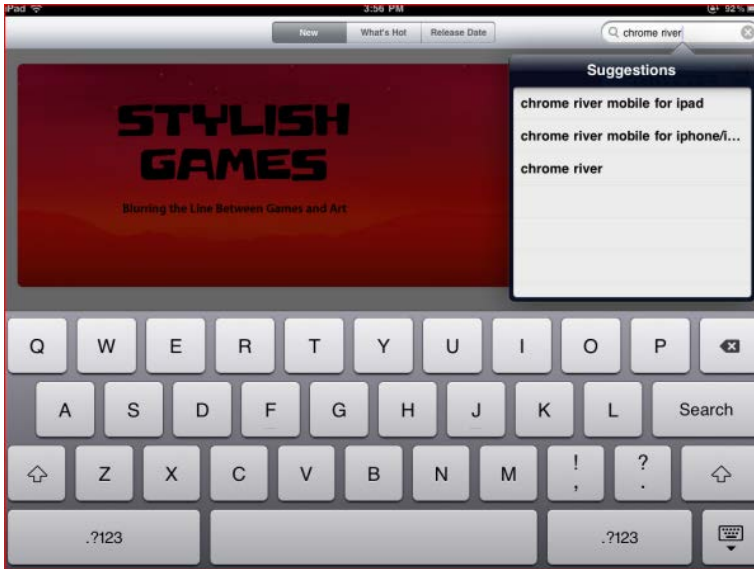 iPad 3:56 PM 92%
New What's Hot Release Date chrome river
Suggestions
chrome river mobile for ipad
chrome river mobile for iphone/i...
chrome river
STYLISH
GAMES
Blurring the Line Between Games and Art
Q W E R T Y U I O P
A S D F G H J K L Search
Z X C V B N M ! , ? .
.?123 .?123